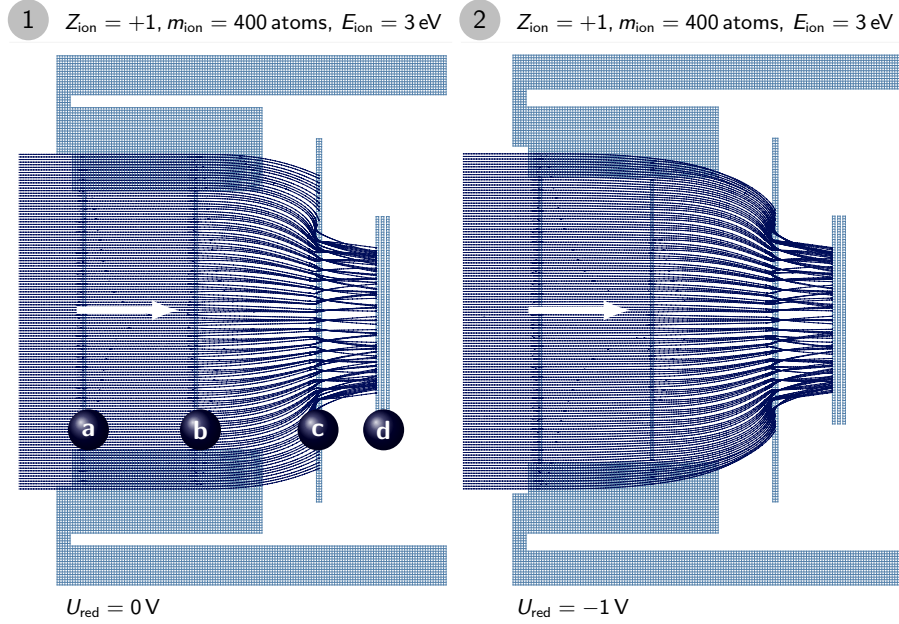 1 Z_ion = +1, m_ion = 400 atoms, E_ion = 3 eV
2 Z_ion = +1, m_ion = 400 atoms, E_ion = 3 eV
a b c d
U_red = 0 V
U_red = −1 V